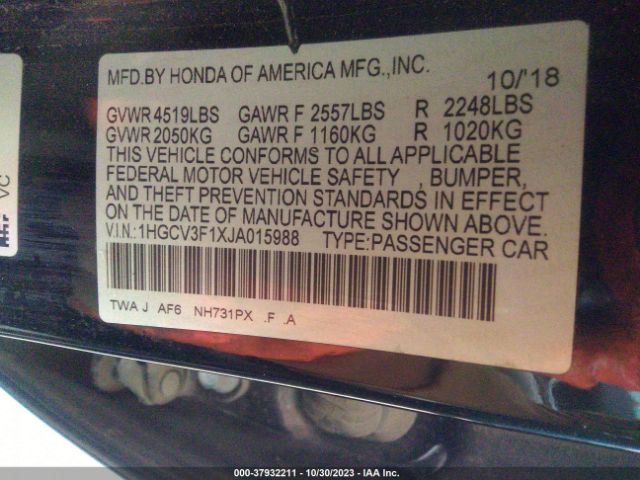 MFD.BY HONDA OF AMERICA MFG.,INC. 10/'18
GVWR 4519LBS GAWR F 2557LBS R 2248LBS
GVWR 2050KG GAWR F 1160KG R 1020KG
THIS VEHICLE CONFORMS TO ALL APPLICABLE
FEDERAL MOTOR VEHICLE SAFETY , BUMPER,
AND THEFT PREVENTION STANDARDS IN EFFECT
ON THE DATE OF MANUFACTURE SHOWN ABOVE.
V.I.N.:1HGCV3F1XJA015988 TYPE:PASSENGER CAR
TWA J AF6 NH731PX .F .A
VC
000-37932211 - 10/30/2023 - IAA Inc.